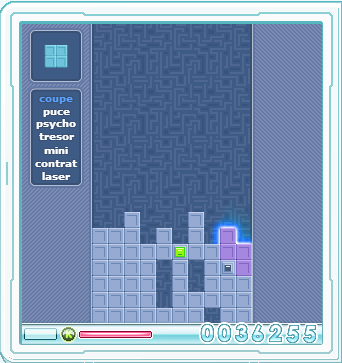 coupe
puce
psycho
tresor
mini
contrat
laser
0036255